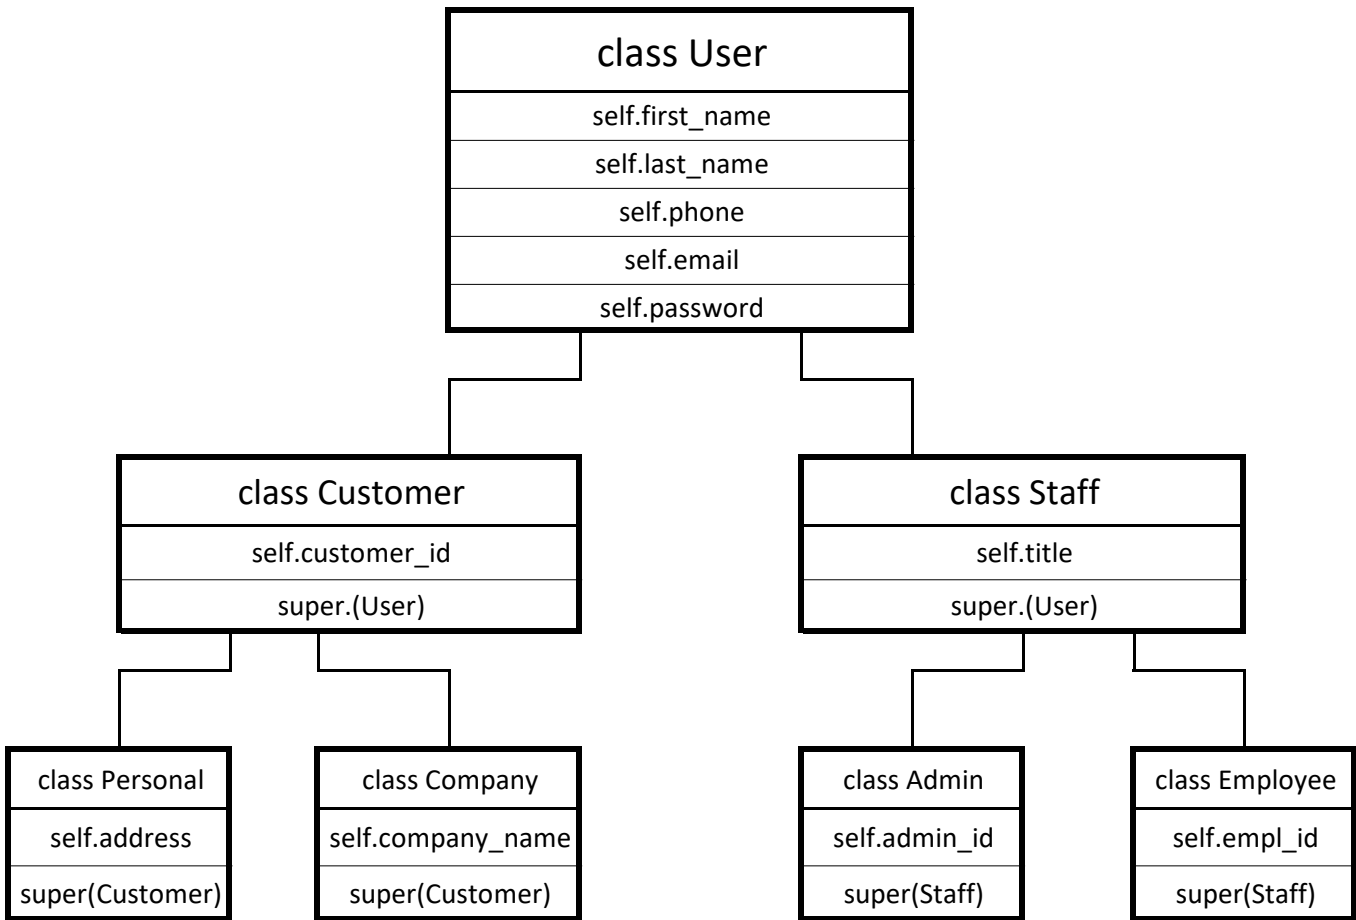 class User
self.first_name
self.last_name
self.phone
self.email
self.password
class Customer
self.customer_id
super.(User)
class Staff
self.title
super.(User)
class Personal
self.address
super(Customer)
class Company
self.company_name
super(Customer)
class Admin
self.admin_id
super(Staff)
class Employee
self.empl_id
super(Staff)